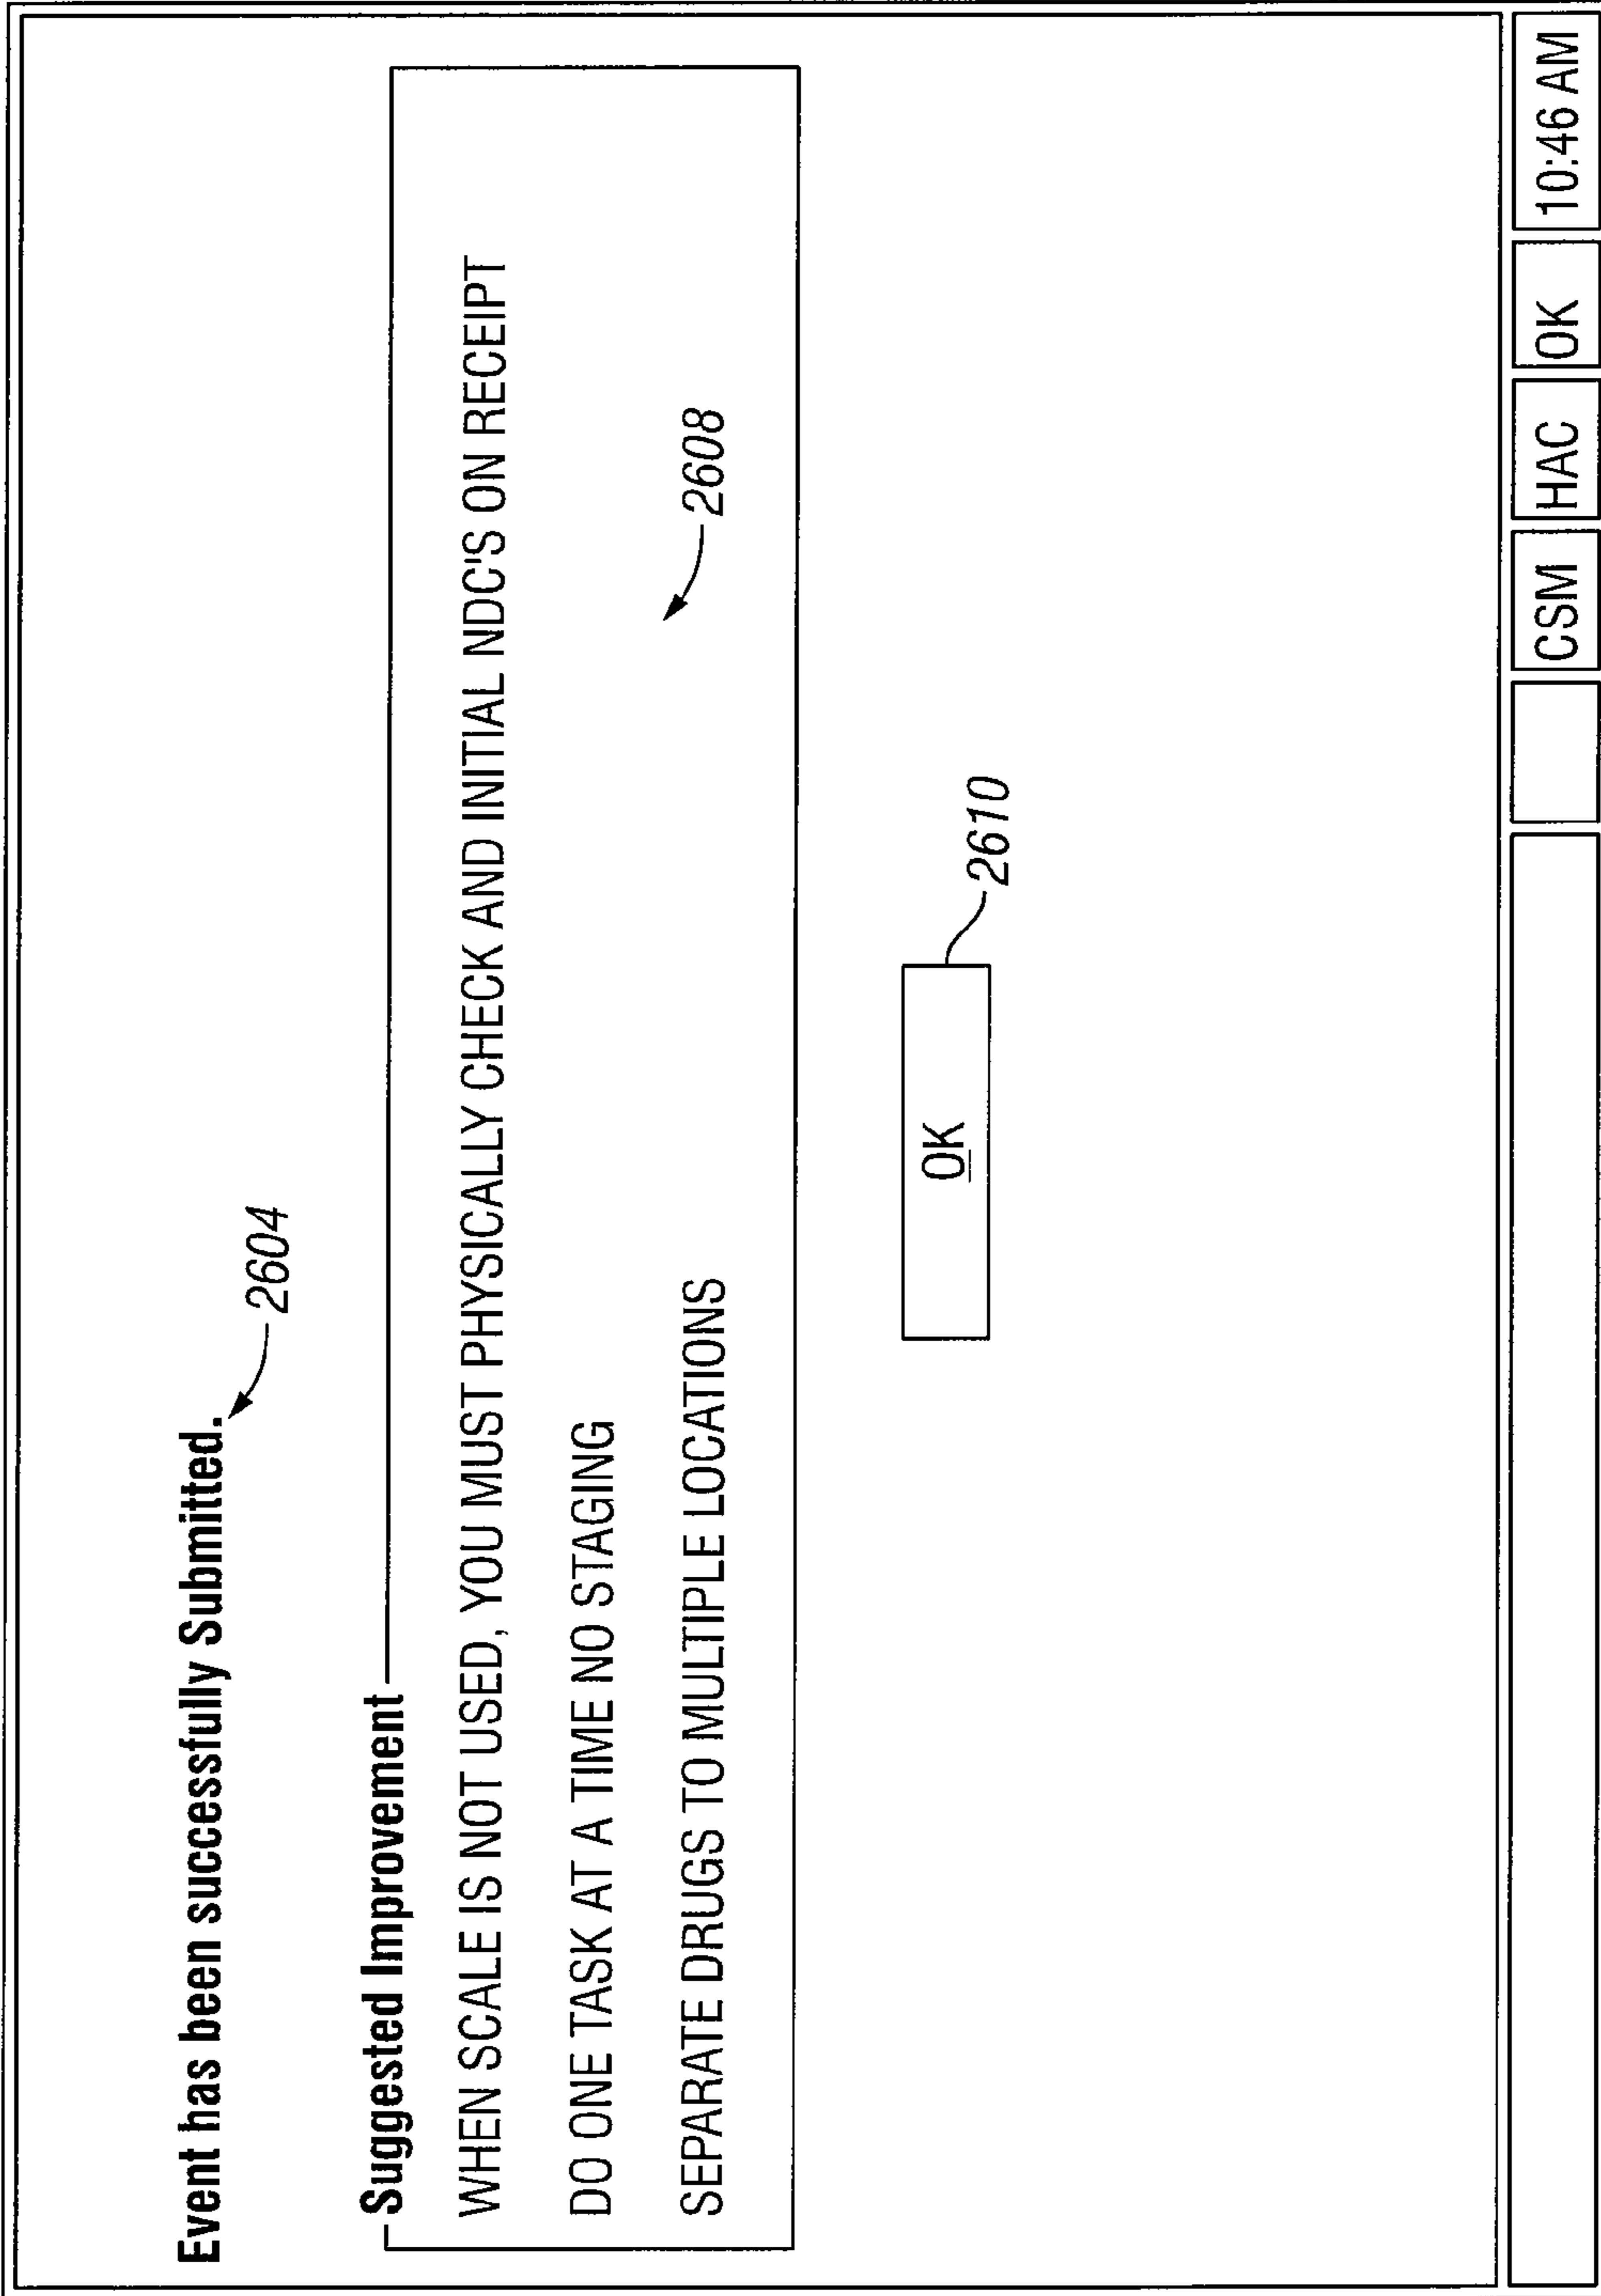 Event has been successfully Submitted.
2604
Suggested Improvement
WHEN SCALE IS NOT USED, YOU MUST PHYSICALLY CHECK AND INITIAL NDC'S ON RECEIPT
DO ONE TASK AT A TIME NO STAGING
SEPARATE DRUGS TO MULTIPLE LOCATIONS
2608
OK
2610
CSM HAC OK 10:46 AM